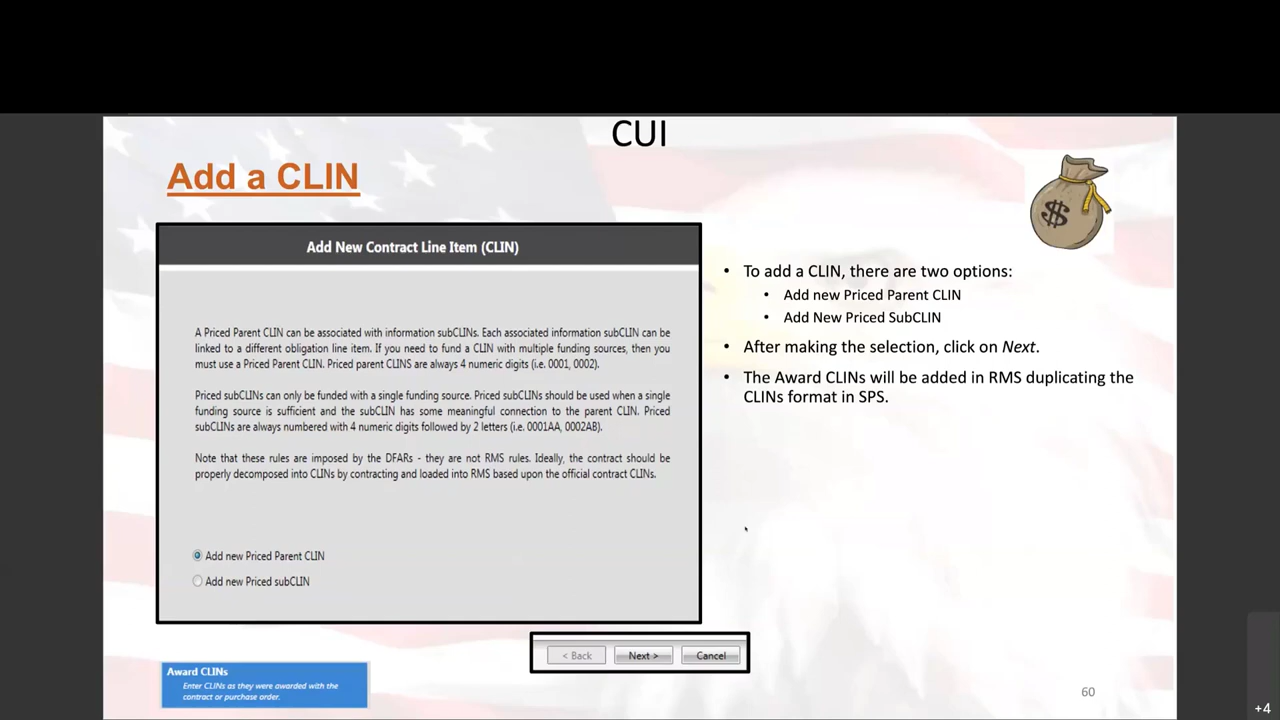 CUI
Add a CLIN
Add New Contract Line Item (CLIN)
A Priced Parent CLIN can be associated with information subCLINs. Each associated information subCLIN can be
linked to a different obligation line item. If you need to fund a CLIN with multiple funding sources, then you
must use a Priced Parent CLIN. Priced parent CLINS are always 4 numeric digits (i.e. 0001, 0002).
Priced subCLINs can only be funded with a single funding source. Priced subCLINs should be used when a single
funding source is sufficient and the subCLIN has some meaningful connection to the parent CLIN. Priced
subCLINs are always numbered with 4 numeric digits followed by 2 letters (i.e. 0001AA, 0002AB).
Note that these rules are imposed by the DFARs - they are not RMS rules. Ideally, the contract should be
properly decomposed into CLINs by contracting and loaded into RMS based upon the official contract CLINs.
Add new Priced Parent CLIN
Add new Priced subCLIN
< Back Next > Cancel
Award CLINs
Enter CLINs as they were awarded with the
contract or purchase order.
$
• To add a CLIN, there are two options:
• Add new Priced Parent CLIN
• Add New Priced SubCLIN
• After making the selection, click on Next.
• The Award CLINs will be added in RMS duplicating the
CLINs format in SPS.
60
+4